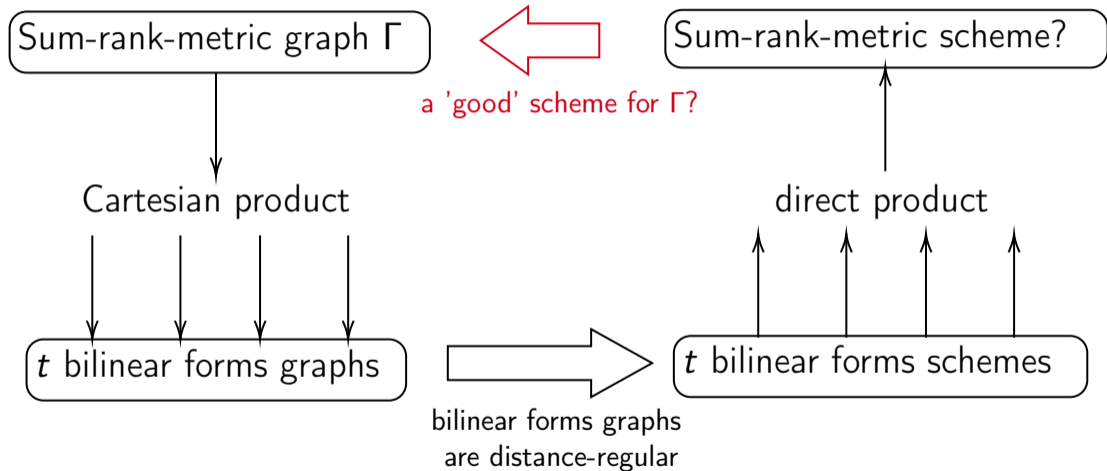 Sum-rank-metric graph Γ
Sum-rank-metric scheme?
a 'good' scheme for Γ?
Cartesian product
direct product
t bilinear forms graphs
t bilinear forms schemes
bilinear forms graphs
are distance-regular